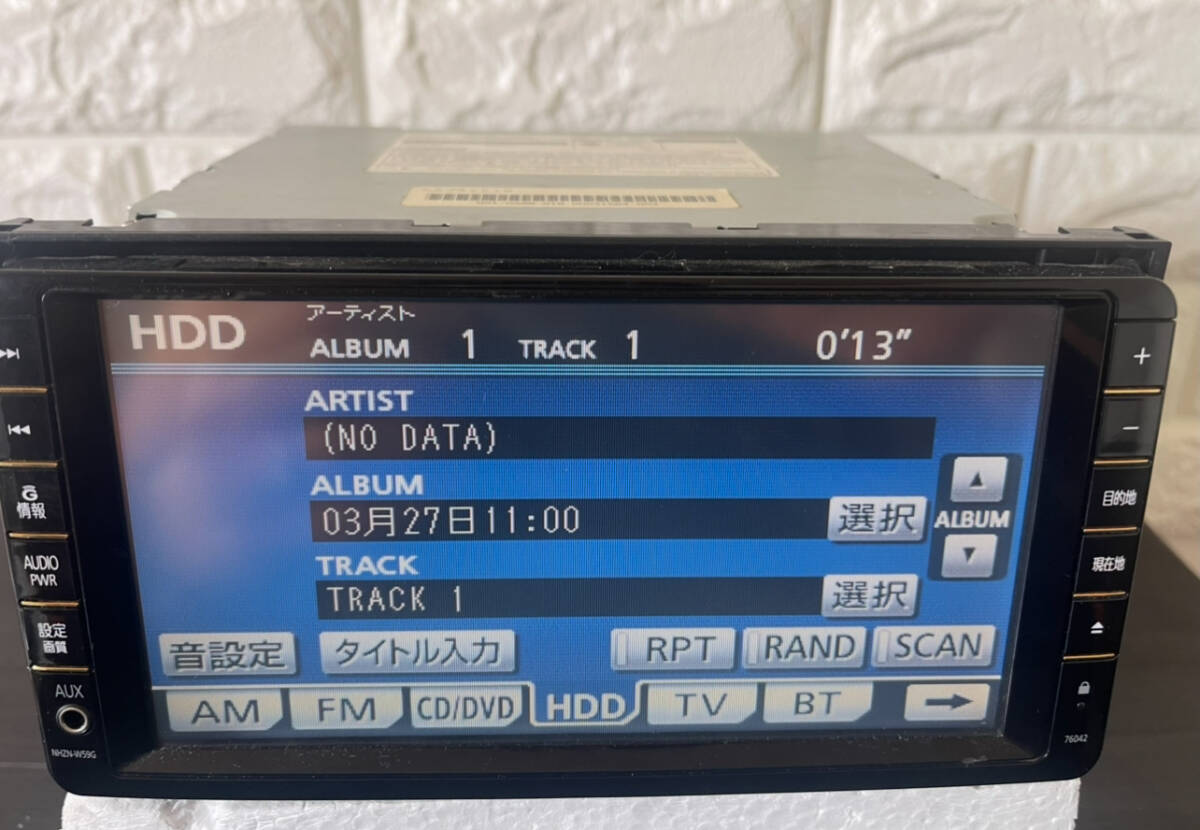 HDD
アーティスト
ALBUM 1 TRACK 1 0'13"
ARTIST
(NO DATA)
ALBUM
03月27日11:00 選択
ALBUM
TRACK
TRACK 1 選択
音設定 タイトル入力 RPT RAND SCAN
AM FM CD/DVD HDD TV BT
G
情報
AUDIO
PWR
設定
画質
AUX
NHZN-W59G
+
−
目的地
現在地
76042